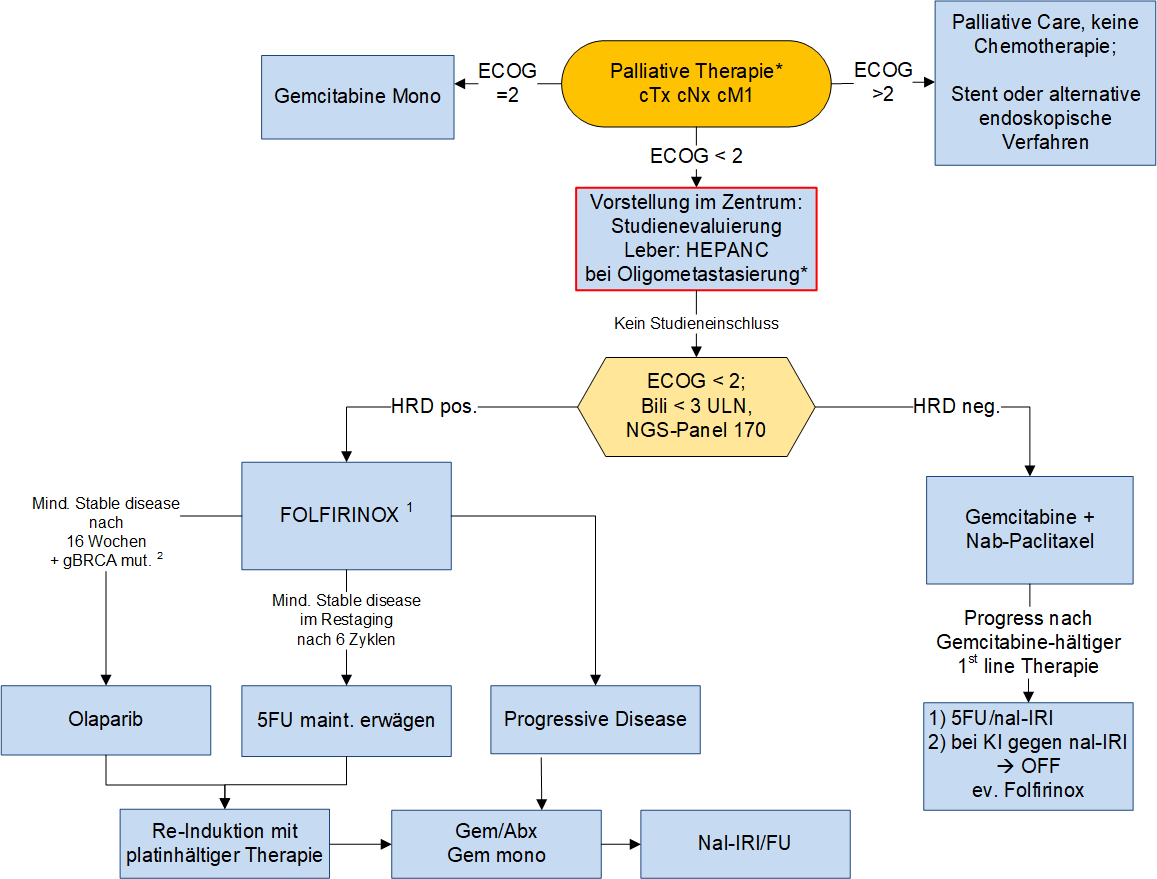 Gemcitabine Mono
ECOG
=2
Palliative Therapie*
cTx cNx cM1
ECOG
>2
Palliative Care, keine
Chemotherapie;
Stent oder alternative
endoskopische
Verfahren
ECOG < 2
Vorstellung im Zentrum:
Studienevaluierung
Leber: HEPANC
bei Oligometastasierung*
Kein Studieneinschluss
ECOG < 2;
Bili < 3 ULN,
NGS-Panel 170
HRD pos.
HRD neg.
FOLFIRINOX 1
Mind. Stable disease
nach
16 Wochen
+ gBRCA mut. 2
Mind. Stable disease
im Restaging
nach 6 Zyklen
Gemcitabine +
Nab-Paclitaxel
Progress nach
Gemcitabine-hältiger
1st line Therapie
Olaparib
5FU maint. erwägen
Progressive Disease
1) 5FU/nal-IRI
2) bei KI gegen nal-IRI
→ OFF
ev. Folfirinox
Re-Induktion mit
platinhältiger Therapie
Gem/Abx
Gem mono
Nal-IRI/FU